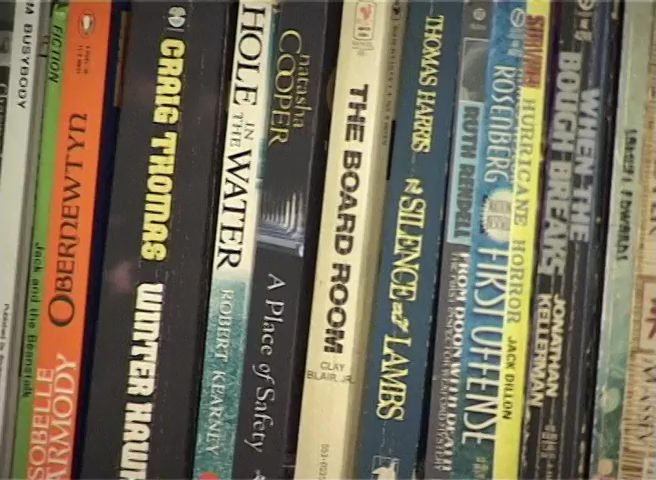 BUSYBODY
FICTION
Jack and the Beanstalk
OBERNEWTYN
ISOBELLE
CARMODY
CRAIG THOMAS
WINTER HAWK
HOLE IN THE WATER
ROBERT KEARNEY
natasha
COOPER
A Place of Safety
THE BOARD ROOM
CLAY
BLAIR, JR.
THOMAS HARRIS
SILENCE of LAMBS
RUTH RENDELL
FROM DOON WITH DEATH
ROSENBERG
FIRST OFFENSE
HURRICANE HORROR
JACK DILLON
WHEN THE
BOUGH BREAKS
JONATHAN
KELLERMAN